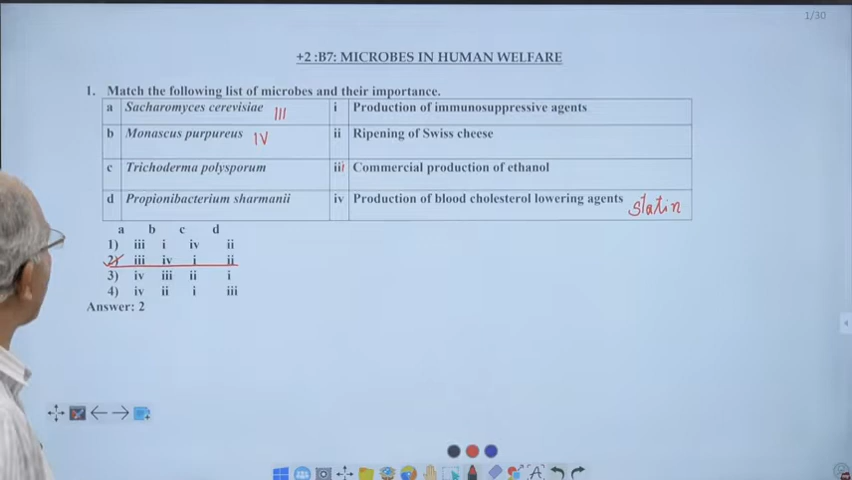 1/30
+2 :B7: MICROBES IN HUMAN WELFARE
1. Match the following list of microbes and their importance.
a Sacharomyces cerevisiae III i Production of immunosuppressive agents
b Monascus purpureus IV ii Ripening of Swiss cheese
c Trichoderma polysporum iii Commercial production of ethanol
d Propionibacterium sharmanii iv Production of blood cholesterol lowering agents statin
a b c d
1) iii i iv ii
2) iii iv i ii
3) iv iii ii i
4) iv ii i iii
Answer: 2